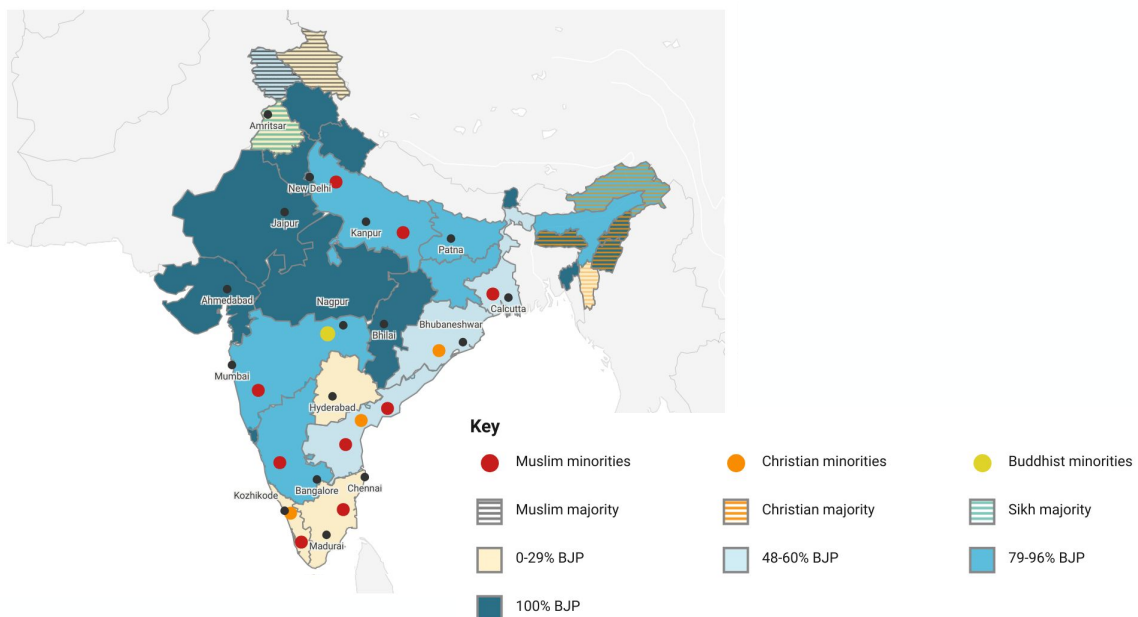 Amritsar
New Delhi
Jaipur
Kanpur
Patna
Ahmedabad
Nagpur
Calcutta
Bhilai
Bhubaneshwar
Mumbai
Hyderabad
Kozhikode
Bangalore
Chennai
Madurai
Key
Muslim minorities
Christian minorities
Buddhist minorities
Muslim majority
Christian majority
Sikh majority
0-29% BJP
48-60% BJP
79-96% BJP
100% BJP